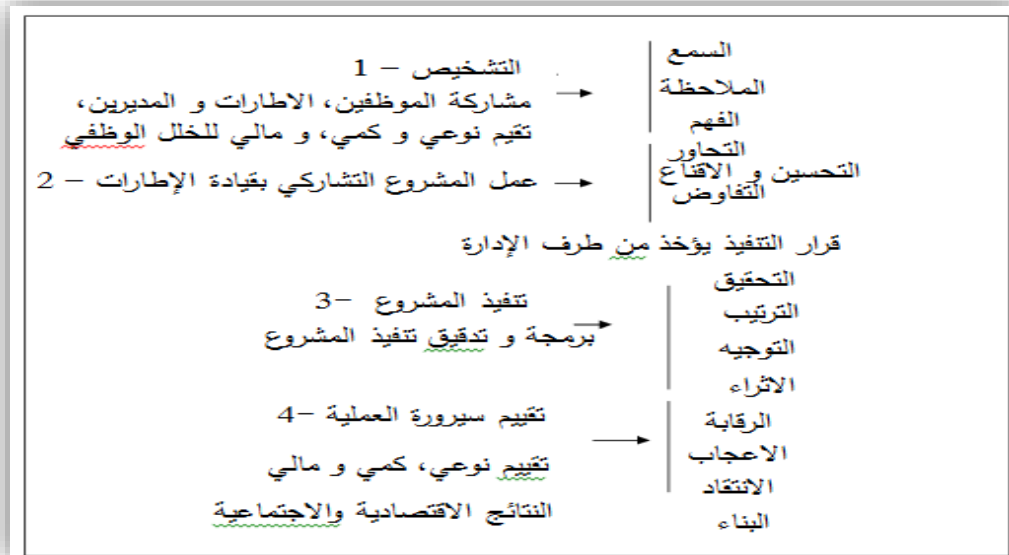 السمع
1 – التشخيص
الملاحظة
مشاركة الموظفين، الاطارات و المديرين،
الفهم
تقيم نوعي و كمي، و مالي للخلل الوظفي
التحاور
التحسين و الاقناع
2 – عمل المشروع التشاركي بقيادة الإطارات
التفاوض
قرار التنفيذ يؤخذ من طرف الإدارة
التحقيق
3– تنفيذ المشروع
الترتيب
برمجة و تدقيق تنفيذ المشروع
التوجيه
الاثراء
4– تقييم سيرورة العملية
الرقابة
الاعجاب
تقييم نوعي، كمي و مالي
الانتقاد
النتائج الاقتصادية والاجتماعية
البناء